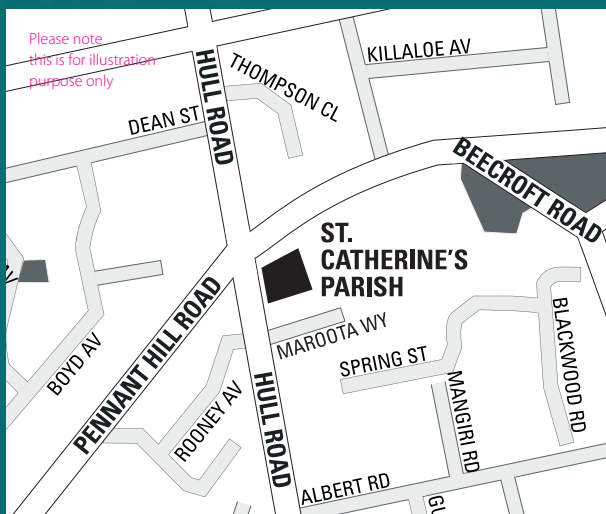 Please note
this is for illustration
purpose only
HULL ROAD
THOMPSON CL
KILLALOE AV
DEAN ST
BEECROFT ROAD
ST.
CATHERINE'S
PARISH
PENNANT HILL ROAD
BOYD AV
MAROOTA WY
SPRING ST
BLACKWOOD RD
ROONEY AV
HULL ROAD
MANGIRI RD
ALBERT RD